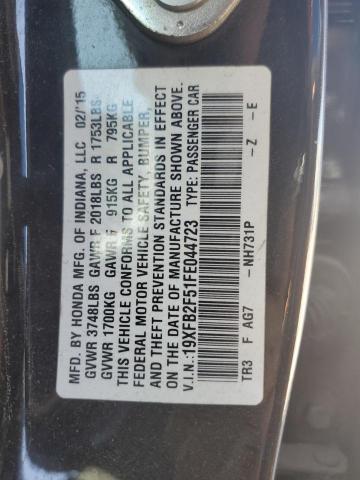 MFD. BY HONDA MFG. OF INDIANA, LLC 02/'15
GVWR 3748LBS GAWR F 2018LBS R 1753LBS
GVWR 1700KG GAWR F 915KG R 795KG
THIS VEHICLE CONFORMS TO ALL APPLICABLE
FEDERAL MOTOR VEHICLE SAFETY, BUMPER,
AND THEFT PREVENTION STANDARDS IN EFFECT
ON THE DATE OF MANUFACTURE SHOWN ABOVE.
V.I.N.: 19XFB2F51FE044723 TYPE: PASSENGER CAR
TR3 F AG7 -NH731P -Z -E